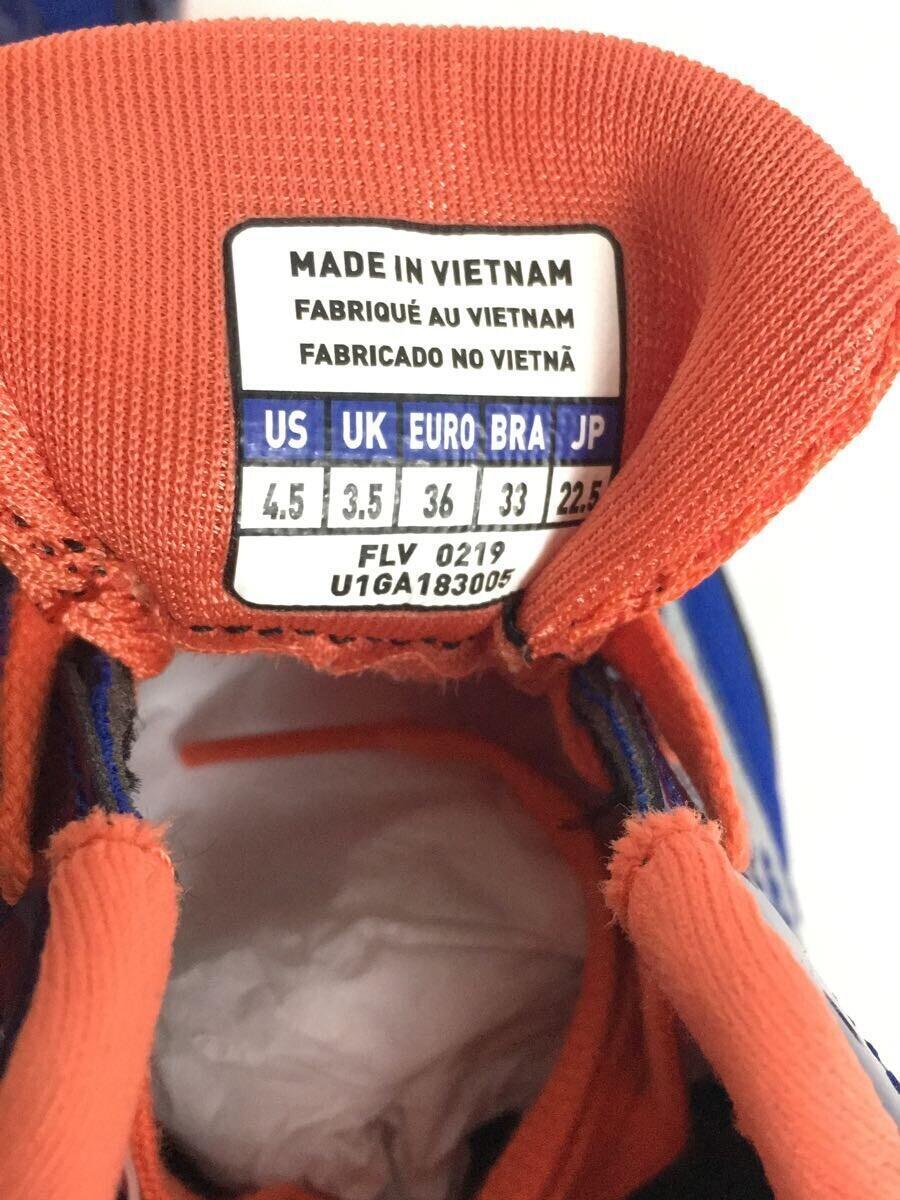 MADE IN VIETNAM
FABRIQUÉ AU VIETNAM
FABRICADO NO VIETNÃ
US UK EURO BRA JP
4.5 3.5 36 33 22.5
FLV 0219
U1GA183005